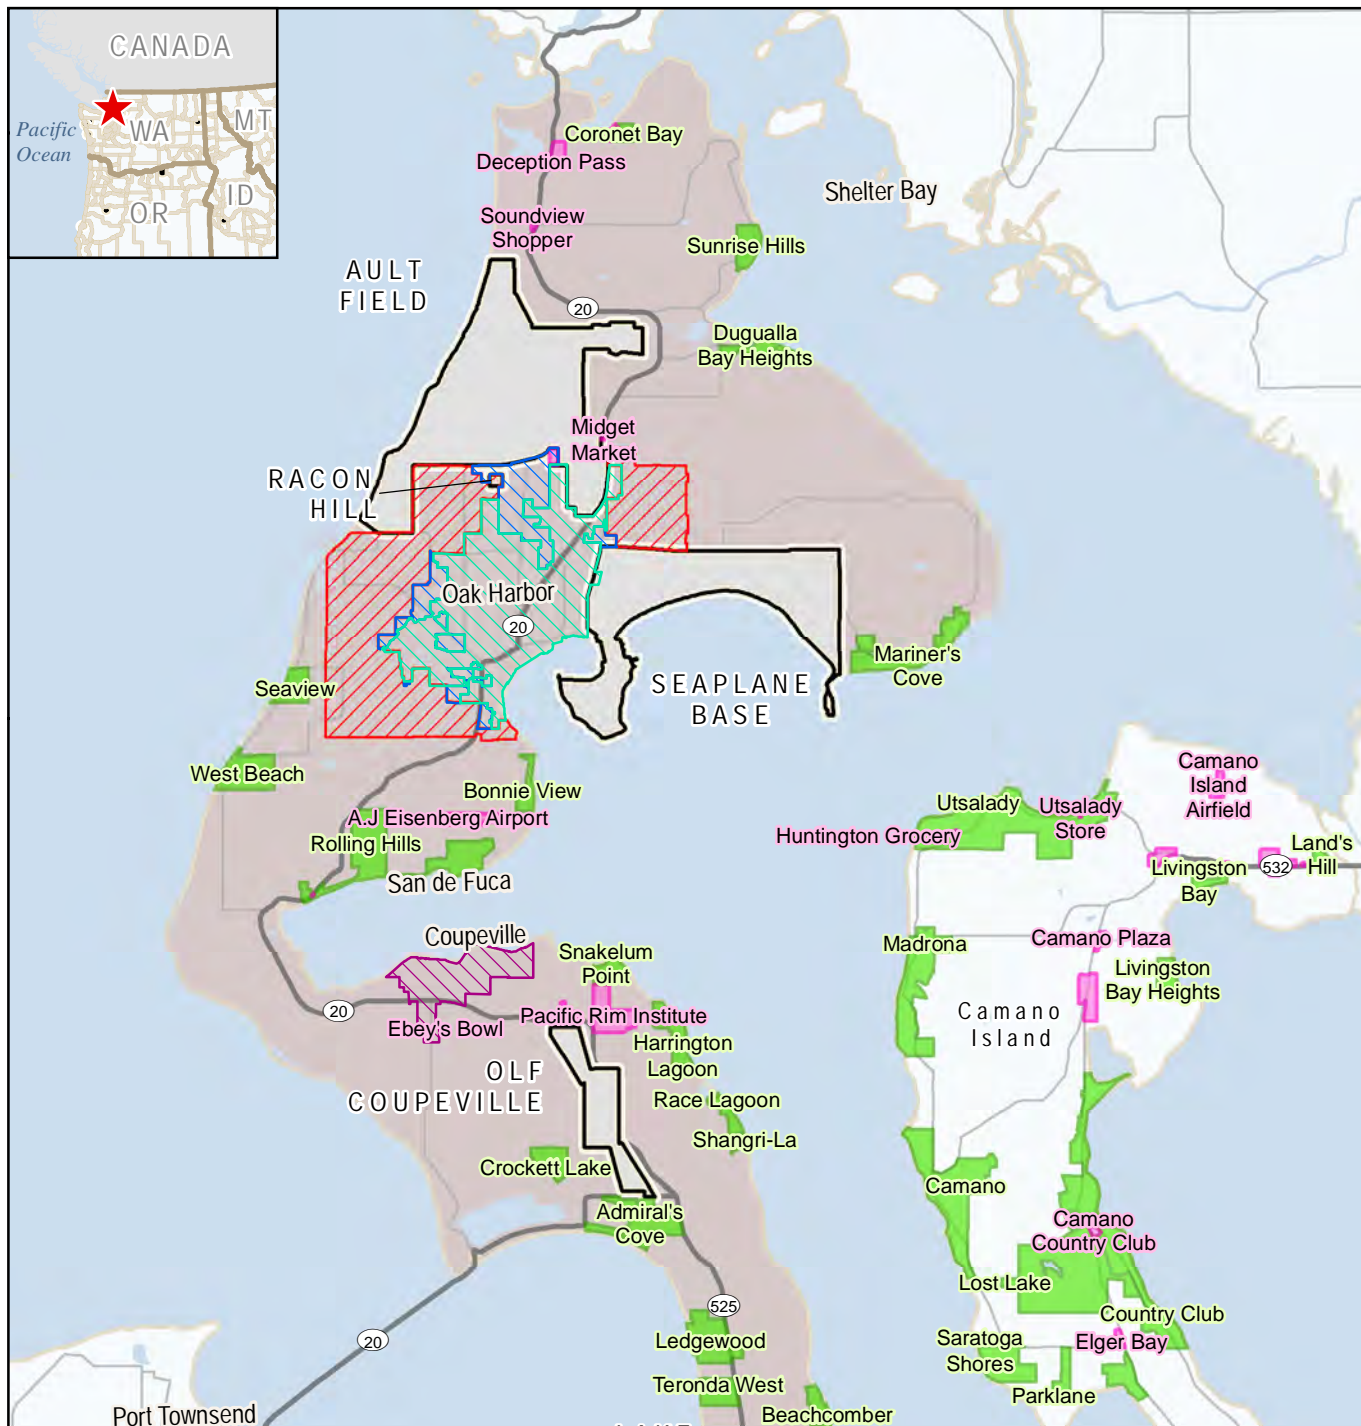 CANADA
Pacific
Ocean
WA
MT
OR
ID
Coronet Bay
Deception Pass
Shelter Bay
Soundview
Shopper
Sunrise Hills
AULT
FIELD
20
Dugualla
Bay Heights
Midget
Market
RACON
HILL
Oak Harbor
20
SEAPLANE
BASE
Mariner's
Cove
Seaview
West Beach
Bonnie View
A.J Eisenberg Airport
Rolling Hills
San de Fuca
Camano
Island
Airfield
Utsalady
Utsalady
Store
Huntington Grocery
Land's
Hill
532
Livingston
Bay
Coupeville
Snakelum
Point
Madrona
Camano Plaza
Livingston
Bay Heights
20
Ebey's Bowl
Pacific Rim Institute
Camano
Island
Harrington
Lagoon
OLF
COUPEVILLE
Race Lagoon
Shangri-La
Crockett Lake
Camano
Admiral's
Cove
Camano
Country Club
Lost Lake
525
Country Club
20
Ledgewood
Saratoga
Shores
Elger Bay
Teronda West
Parklane
Port Townsend
Beachcomber